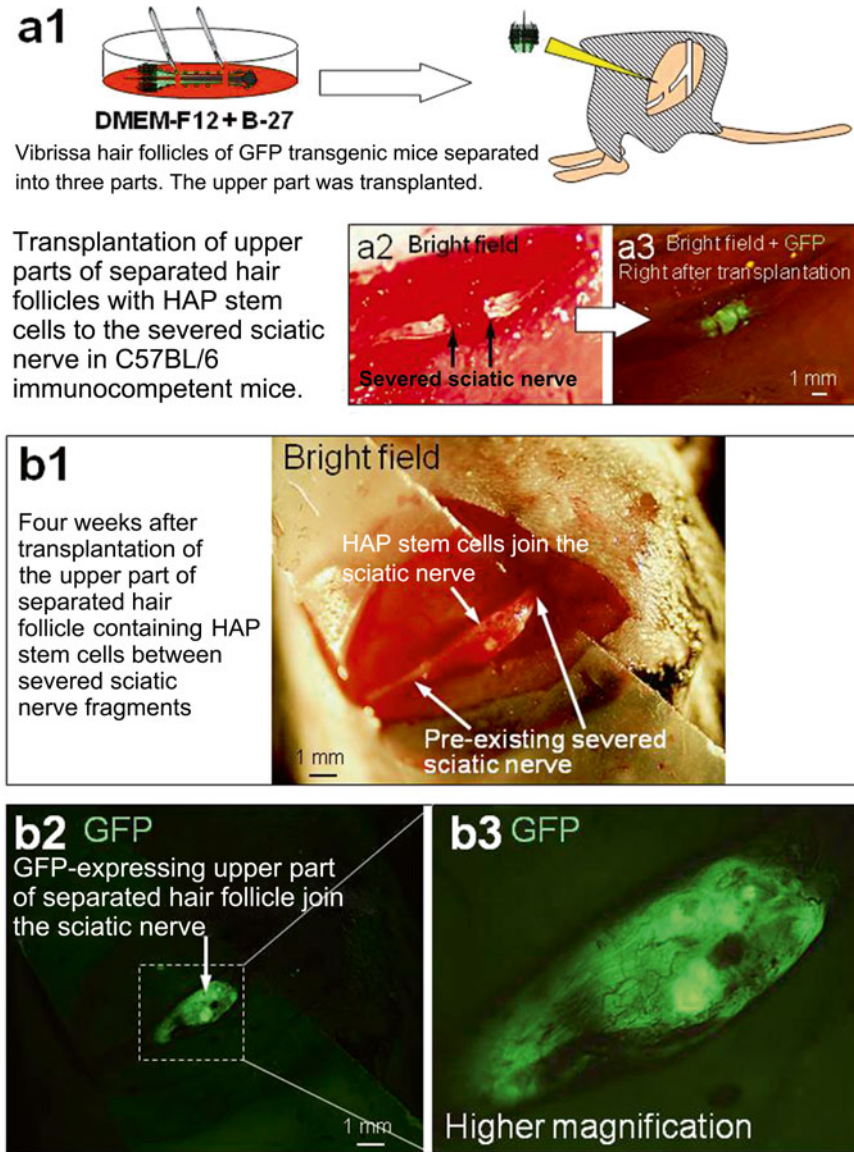 a1
DMEM-F12 + B-27
Vibrissa hair follicles of GFP transgenic mice separated
into three parts. The upper part was transplanted.
Transplantation of upper
parts of separated hair
follicles with HAP stem
cells to the severed sciatic
nerve in C57BL/6
immunocompetent mice.
a2 Bright field
Severed sciatic nerve
a3 Bright field + GFP
Right after transplantation
1 mm
b1
Four weeks after
transplantation of
the upper part of
separated hair
follicle containing HAP
stem cells between
severed sciatic
nerve fragments
Bright field
HAP stem cells join the
sciatic nerve
Pre-existing severed
sciatic nerve
1 mm
b2 GFP
GFP-expressing upper part
of separated hair follicle join
the sciatic nerve
1 mm
b3 GFP
Higher magnification